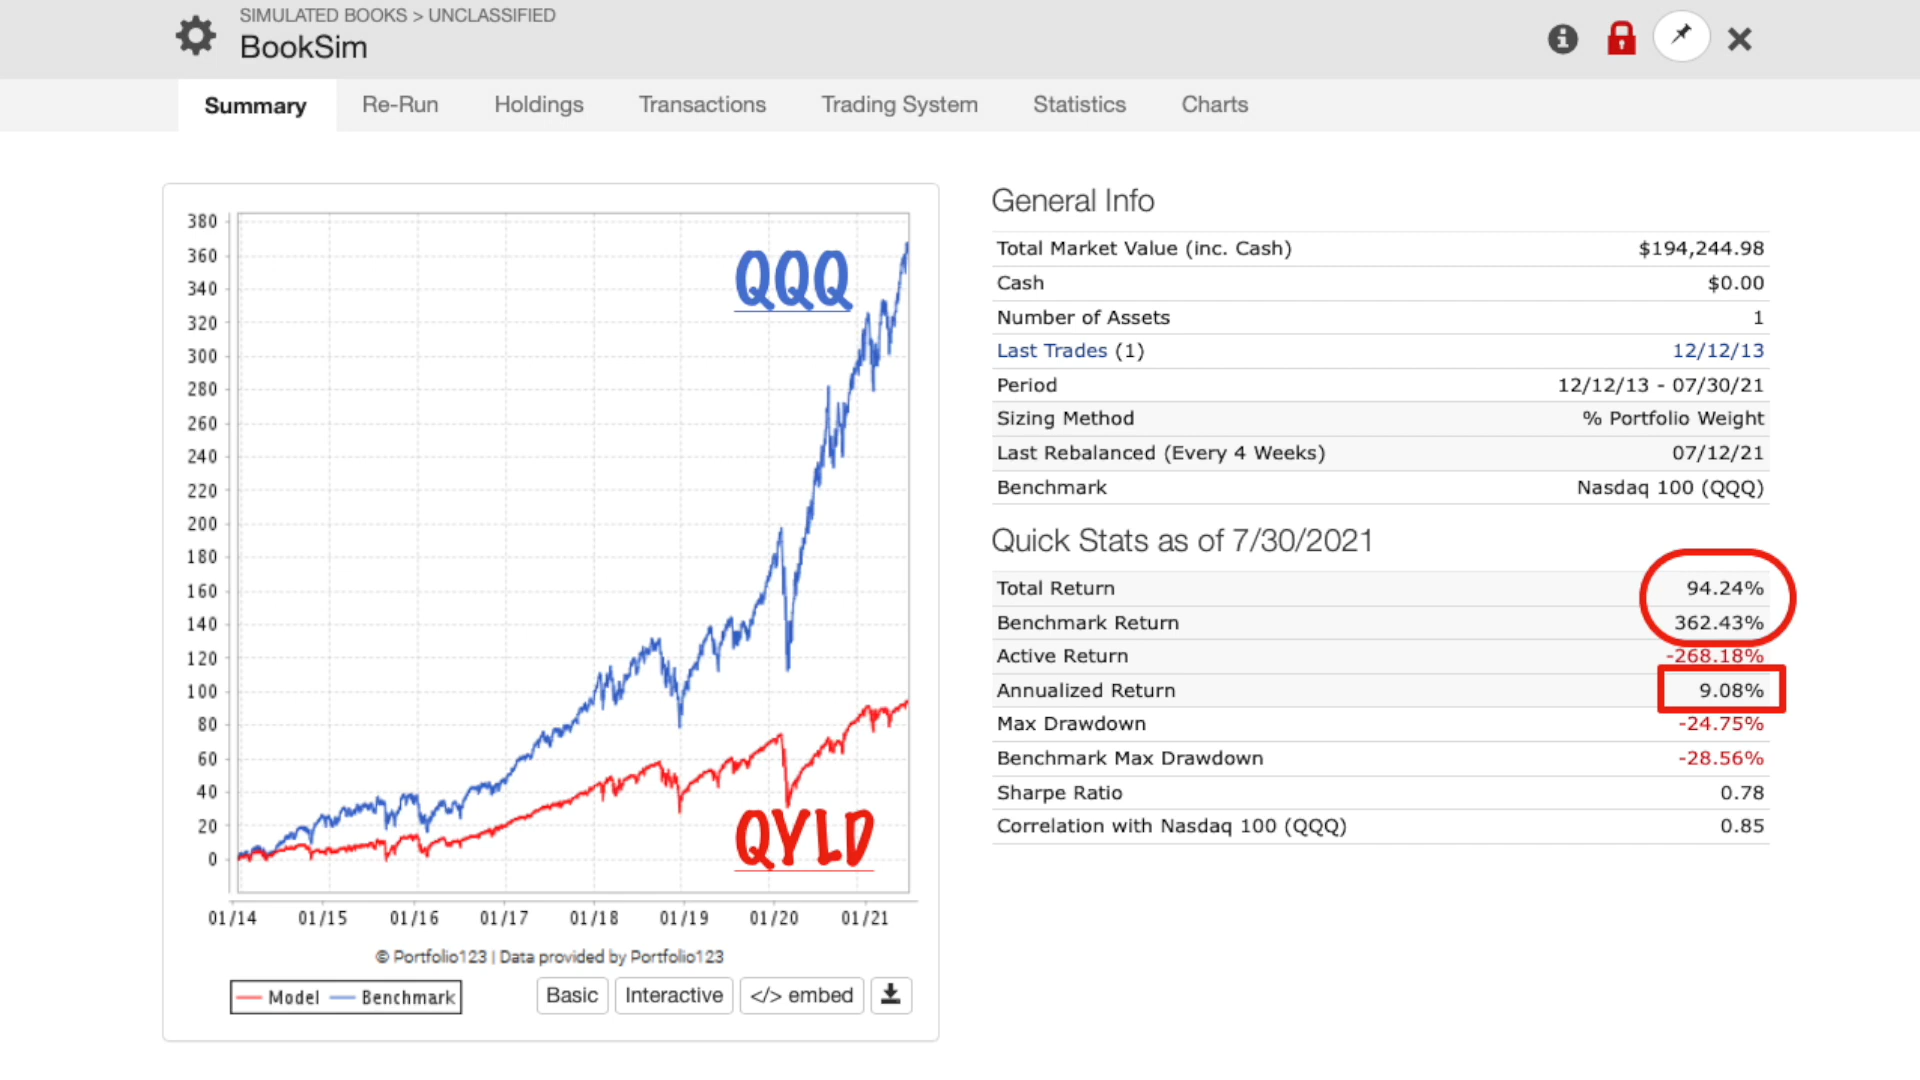 SIMULATED BOOKS > UNCLASSIFIED
BookSim
Summary Re-Run Holdings Transactions Trading System Statistics Charts
380
360
340
320
300
280
260
240
220
200
180
160
140
120
100
80
60
40
20
0
QQQ
QYLD
01/14 01/15 01/16 01/17 01/18 01/19 01/20 01/21
© Portfolio123 | Data provided by Portfolio123
Model Benchmark
Basic Interactive </> embed
General Info
Total Market Value (inc. Cash) $194,244.98
Cash $0.00
Number of Assets 1
Last Trades (1) 12/12/13
Period 12/12/13 - 07/30/21
Sizing Method % Portfolio Weight
Last Rebalanced (Every 4 Weeks) 07/12/21
Benchmark Nasdaq 100 (QQQ)
Quick Stats as of 7/30/2021
Total Return 94.24%
Benchmark Return 362.43%
Active Return -268.18%
Annualized Return 9.08%
Max Drawdown -24.75%
Benchmark Max Drawdown -28.56%
Sharpe Ratio 0.78
Correlation with Nasdaq 100 (QQQ) 0.85